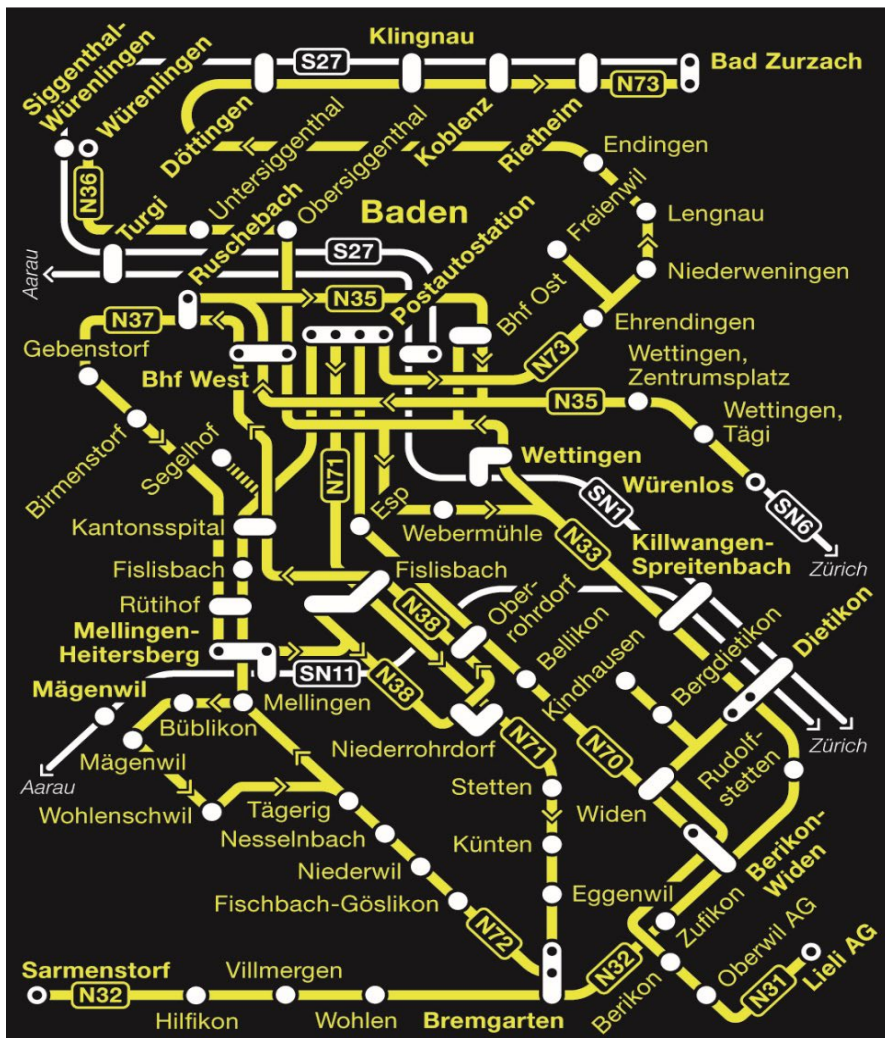 Klingnau
S27
Bad Zurzach
N73
Siggenthal-
Würenlingen
Würenlingen
Döttingen
Koblenz
Rietheim
N36
Untersiggenthal
Obersiggenthal
Endingen
Turgi
Ruschebach
Baden
Freienwil
Lengnau
Aarau
S27
Postautostation
Bhf Ost
Niederweningen
N37
N35
Gebenstorf
Ehrendingen
N73
Bhf West
Wettingen,
Zentrumsplatz
N35
Birmenstorf
Segelhof
Wettingen,
Tägi
N71
Esp
Wettingen
Würenlos
SN1
SN6
Kantonsspital
Webermühle
N33
Killwangen-
Spreitenbach
Zürich
Fislisbach
Fislisbach
Rütihof
N38
Ober-
rohrdorf
Dietikon
Mellingen-
Heitersberg
SN11
N38
Bellikon
Kindhausen
Bergdietikon
Mägenwil
Büblikon
Mellingen
Niederrohrdorf
N71
N70
Zürich
Mägenwil
Aarau
Stetten
Rudolf-
stetten
Wohlenschwil
Tägerig
Widen
Nesselnbach
Künten
Niederwil
Berikon-
Widen
Fischbach-Göslikon
Eggenwil
N72
Zufikon
Oberwil AG
Lieli AG
Sarmenstorf
Villmergen
N32
N32
Berikon
N31
Hilfikon
Wohlen
Bremgarten